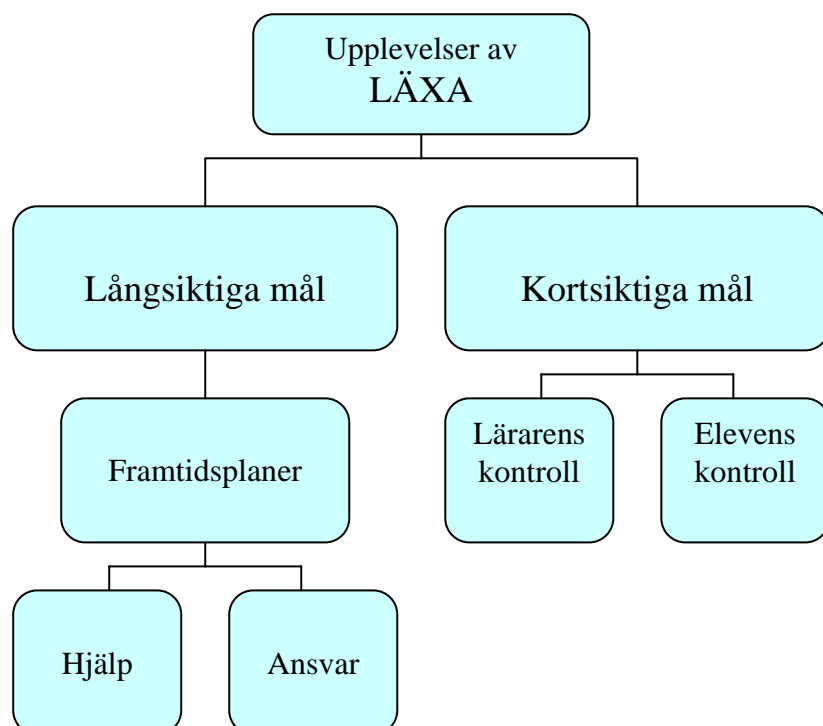 Upplevelser av
LÄXA
Långsiktiga mål
Kortsiktiga mål
Framtidsplaner
Lärarens
kontroll
Elevens
kontroll
Hjälp
Ansvar